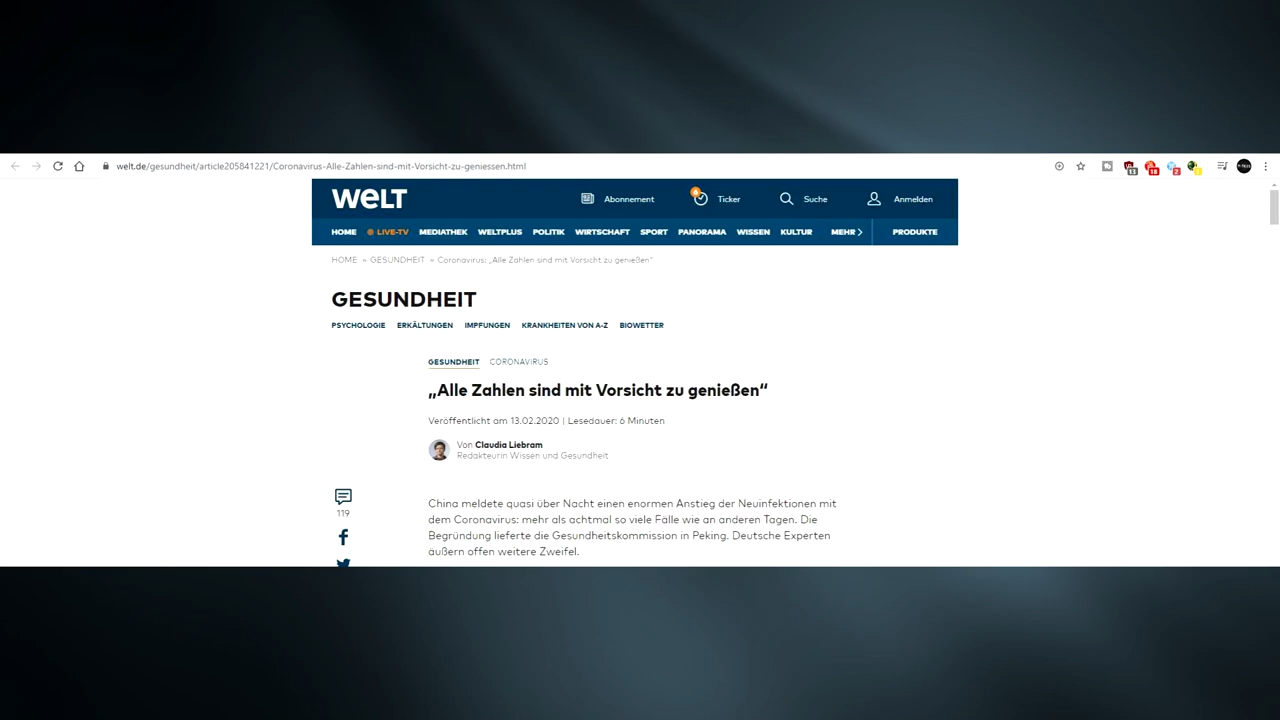 welt.de/gesundheit/article205841221/Coronavirus-Alle-Zahlen-sind-mit-Vorsicht-zu-geniessen.html
WELT
Abonnement
6
Ticker
Suche
Anmelden
HOME LIVE-TV MEDIATHEK WELTPLUS POLITIK WIRTSCHAFT SPORT PANORAMA WISSEN KULTUR MEHR PRODUKTE
HOME » GESUNDHEIT » Coronavirus: „Alle Zahlen sind mit Vorsicht zu genießen“
GESUNDHEIT
PSYCHOLOGIE ERKÄLTUNGEN IMPFUNGEN KRANKHEITEN VON A-Z BIOWETTER
GESUNDHEIT CORONAVIRUS
„Alle Zahlen sind mit Vorsicht zu genießen“
Veröffentlicht am 13.02.2020 | Lesedauer: 6 Minuten
Von Claudia Liebram
Redakteurin Wissen und Gesundheit
119
China meldete quasi über Nacht einen enormen Anstieg der Neuinfektionen mit
dem Coronavirus: mehr als achtmal so viele Fälle wie an anderen Tagen. Die
Begründung lieferte die Gesundheitskommission in Peking. Deutsche Experten
äußern offen weitere Zweifel.